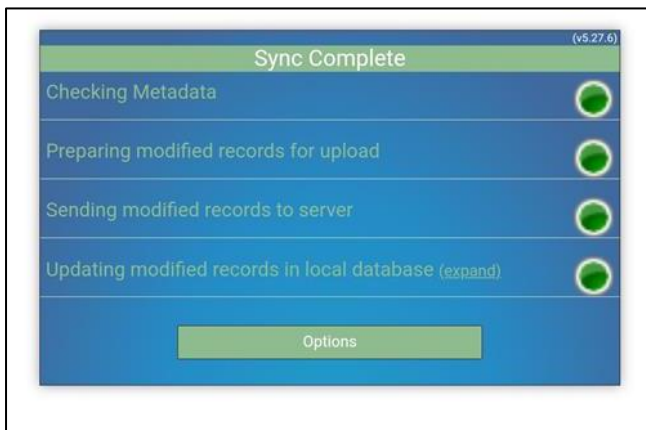 (v5.27.6)
Sync Complete
Checking Metadata
Preparing modified records for upload
Sending modified records to server
Updating modified records in local database (expand)
Options